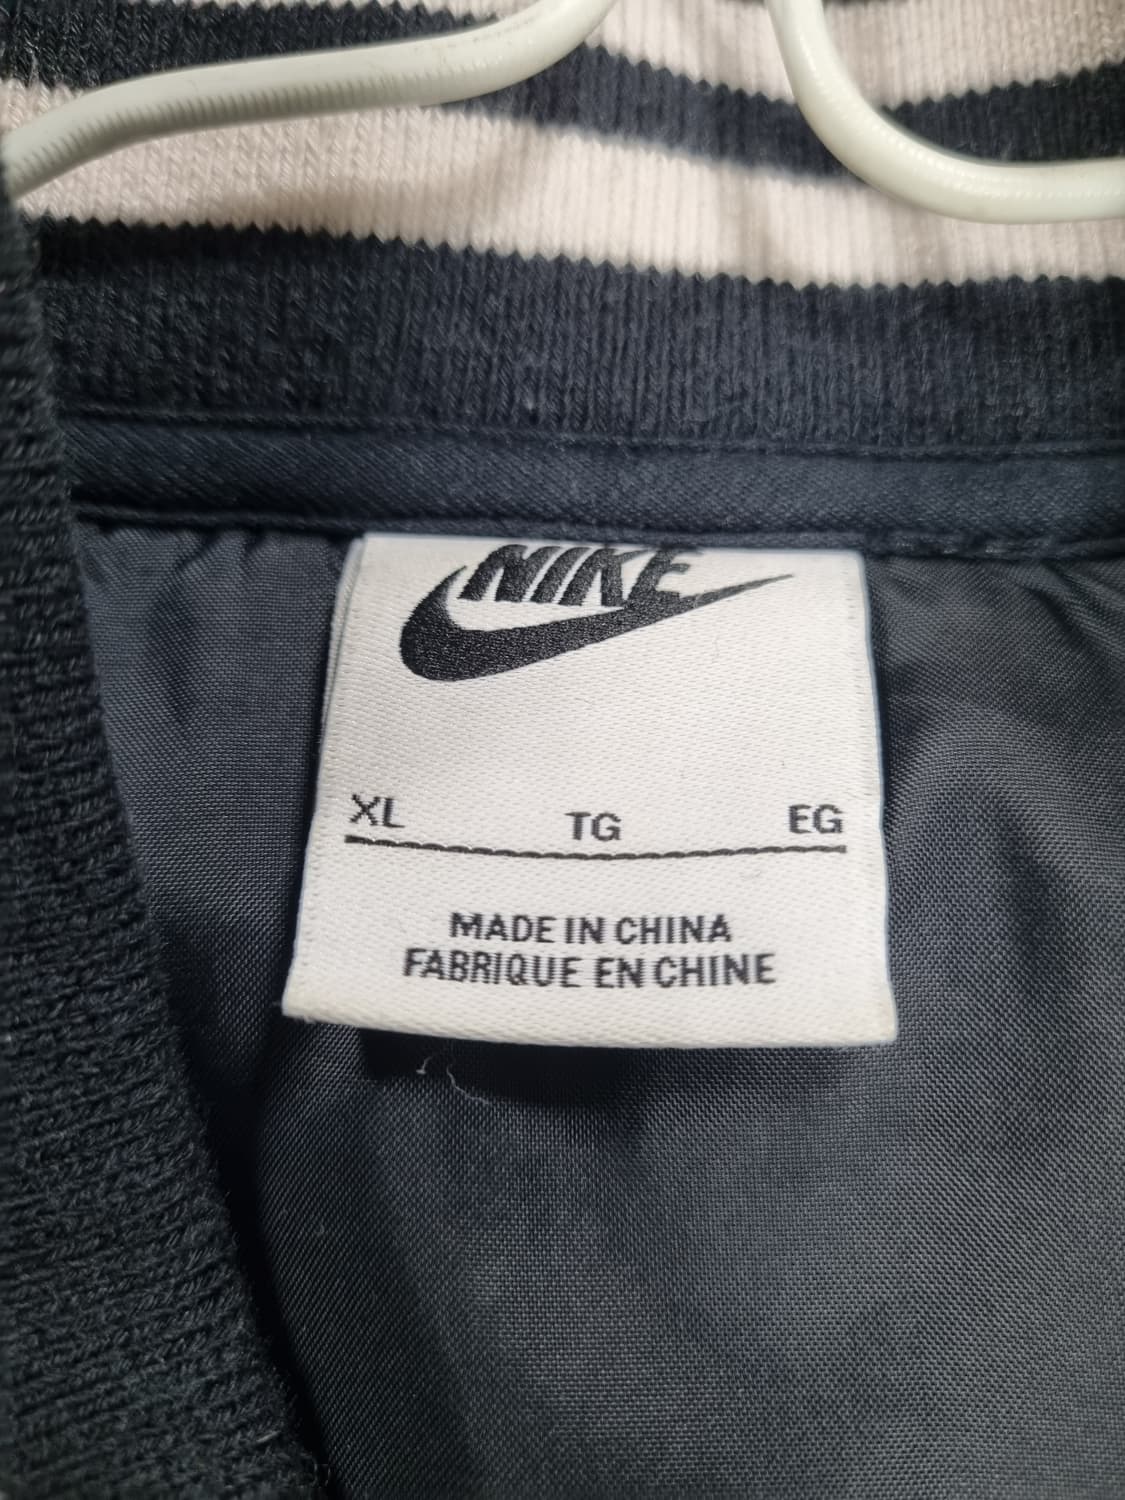 NIKE
XL TG EG
MADE IN CHINA
FABRIQUE EN CHINE